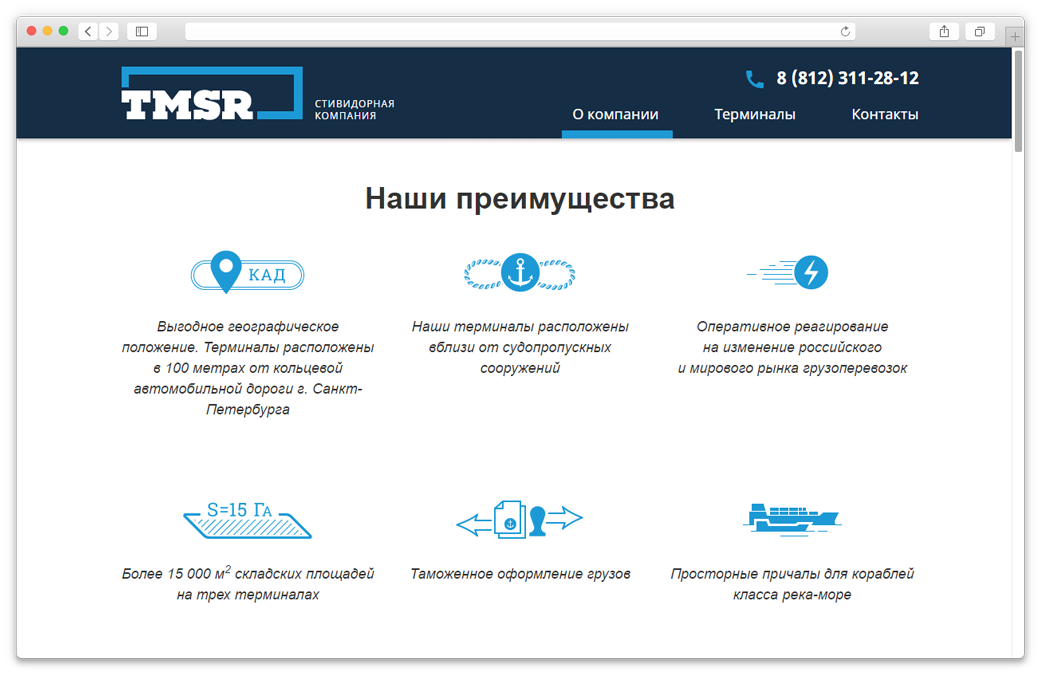 8 (812) 311-28-12
TMSR
СТИВИДОРНАЯ
КОМПАНИЯ
О компании
Терминалы
Контакты
Наши преимущества
КАД
Выгодное географическое
положение. Терминалы расположены
в 100 метрах от кольцевой
автомобильной дороги г. Санкт-
Петербурга
Наши терминалы расположены
вблизи от судопропускных
сооружений
Оперативное реагирование
на изменение российского
и мирового рынка грузоперевозок
S=15 Га
Более 15 000 м² складских площадей
на трех терминалах
Таможенное оформление грузов
Просторные причалы для кораблей
класса река-море